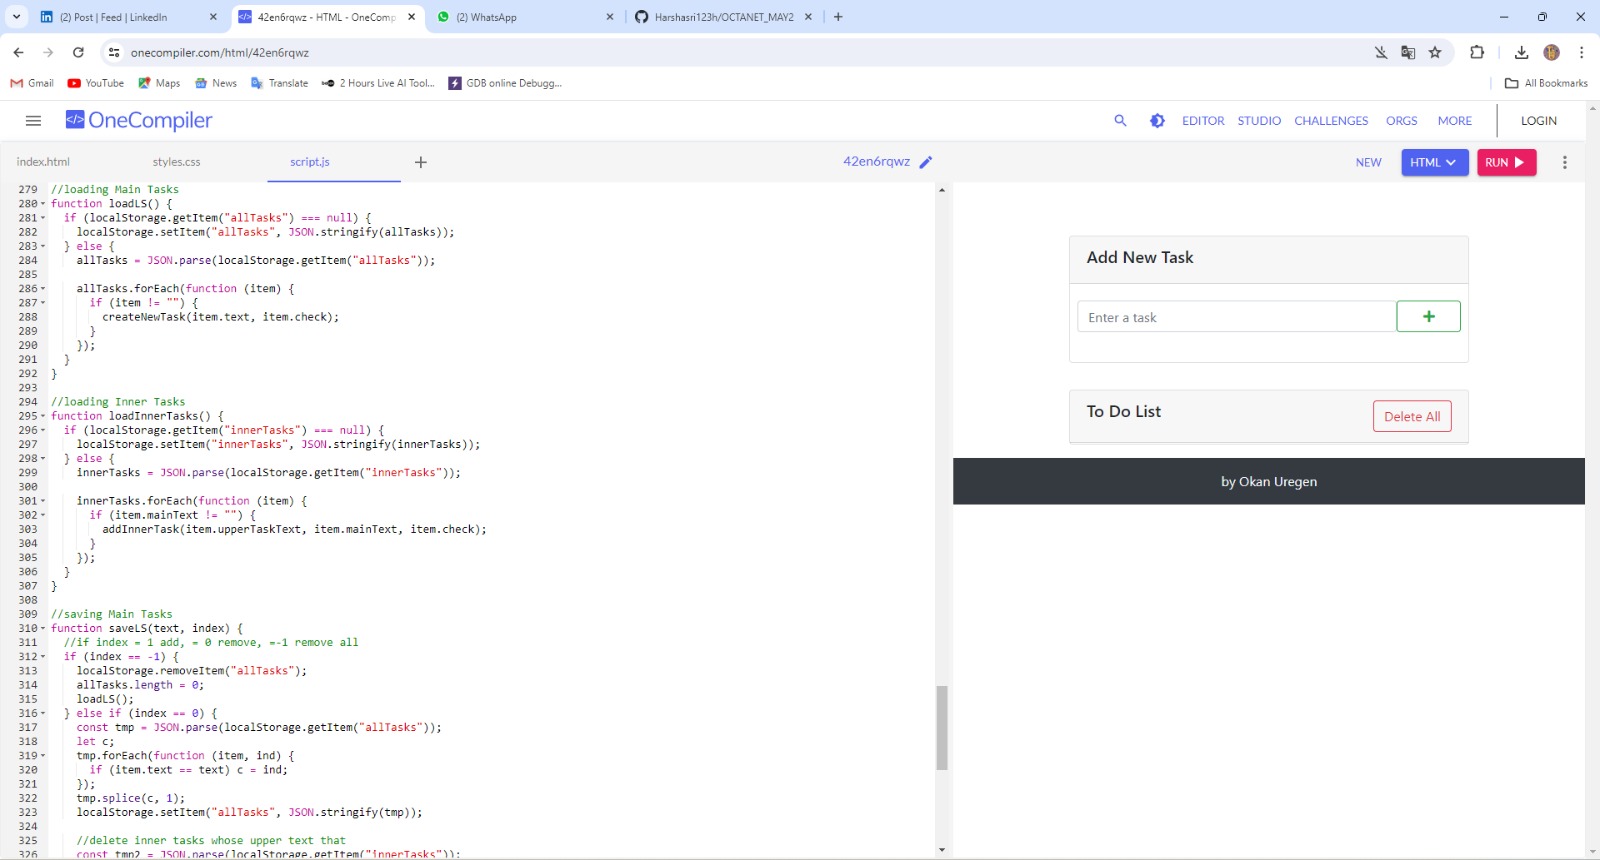 (2) Post | Feed | LinkedIn
42en6rqwz - HTML - OneComp
(2) WhatsApp
Harshasri123h/OCTANET_MAY2
onecompiler.com/html/42en6rqwz
Gmail
YouTube
Maps
News
Translate
2 Hours Live AI Tool...
GDB online Debugg...
All Bookmarks
</> OneCompiler
EDITOR
STUDIO
CHALLENGES
ORGS
MORE
LOGIN
index.html
styles.css
script.js
42en6rqwz
NEW
HTML
RUN
279 //loading Main Tasks
280 function loadLS() {
281 if (localStorage.getItem("allTasks") === null) {
282 localStorage.setItem("allTasks", JSON.stringify(allTasks));
283 } else {
284 allTasks = JSON.parse(localStorage.getItem("allTasks"));
285
286 allTasks.forEach(function (item) {
287 if (item != "") {
288 createNewTask(item.text, item.check);
289 }
290 });
291 }
292 }
293
294 //loading Inner Tasks
295 function loadInnerTasks() {
296 if (localStorage.getItem("innerTasks") === null) {
297 localStorage.setItem("innerTasks", JSON.stringify(innerTasks));
298 } else {
299 innerTasks = JSON.parse(localStorage.getItem("innerTasks"));
300
301 innerTasks.forEach(function (item) {
302 if (item.mainText != "") {
303 addInnerTask(item.upperTaskText, item.mainText, item.check);
304 }
305 });
306 }
307 }
308
309 //saving Main Tasks
310 function saveLS(text, index) {
311 //if index = 1 add, = 0 remove, =-1 remove all
312 if (index == -1) {
313 localStorage.removeItem("allTasks");
314 allTasks.length = 0;
315 loadLS();
316 } else if (index == 0) {
317 const tmp = JSON.parse(localStorage.getItem("allTasks"));
318 let c;
319 tmp.forEach(function (item, ind) {
320 if (item.text == text) c = ind;
321 });
322 tmp.splice(c, 1);
323 localStorage.setItem("allTasks", JSON.stringify(tmp));
324
325 //delete inner tasks whose upper text that
326 const tmp2 = JSON.parse(localStorage.getItem("innerTasks"));
Add New Task
Enter a task
+
To Do List
Delete All
by Okan Uregen